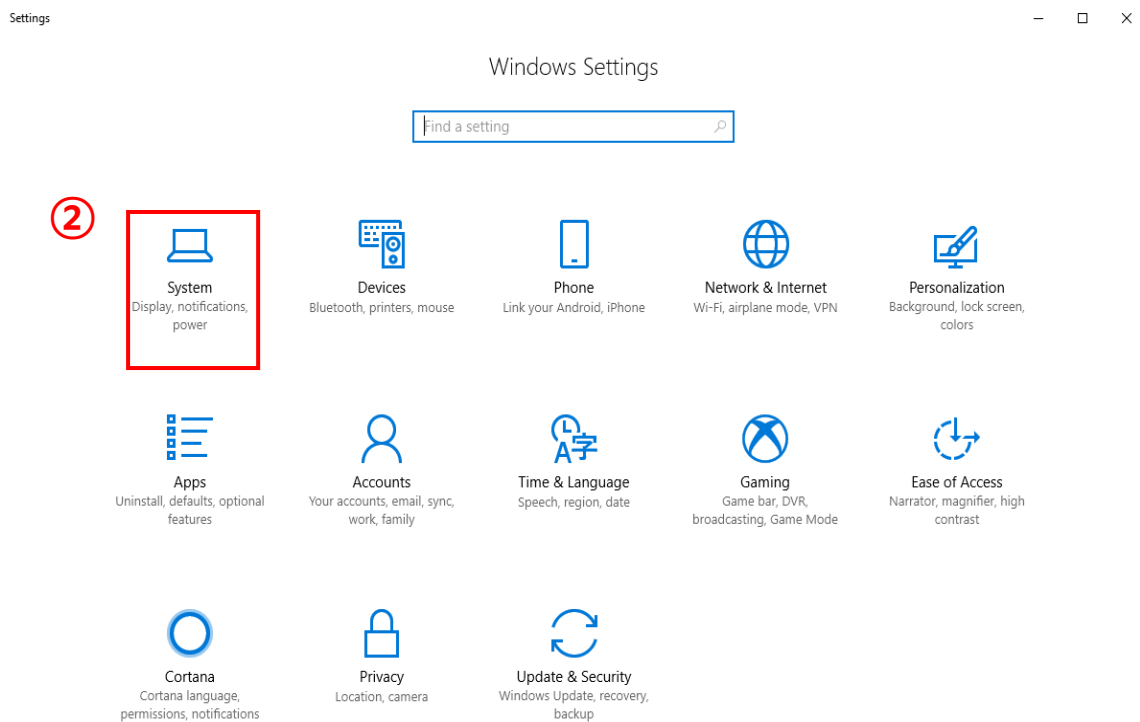 Settings
Windows Settings
Find a setting
②
System
Display, notifications,
power
Devices
Bluetooth, printers, mouse
Phone
Link your Android, iPhone
Network & Internet
Wi-Fi, airplane mode, VPN
Personalization
Background, lock screen,
colors
Apps
Uninstall, defaults, optional
features
Accounts
Your accounts, email, sync,
work, family
Time & Language
Speech, region, date
Gaming
Game bar, DVR,
broadcasting, Game Mode
Ease of Access
Narrator, magnifier, high
contrast
Cortana
Cortana language,
permissions, notifications
Privacy
Location, camera
Update & Security
Windows Update, recovery,
backup